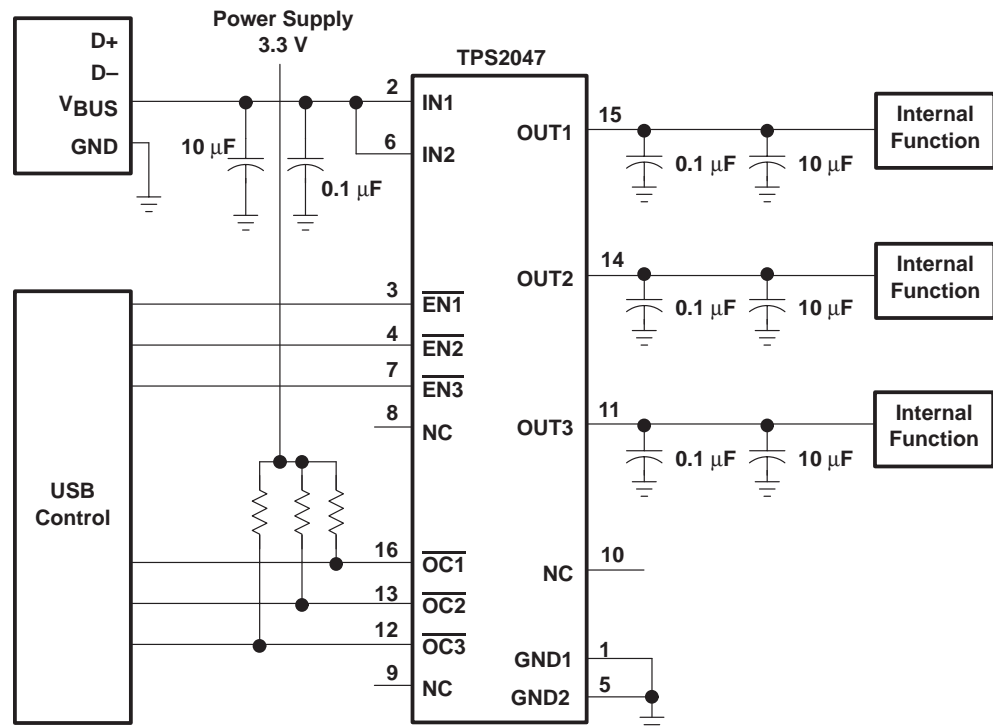 Power Supply
3.3 V
D+
D–
VBUS
GND
10 μF
0.1 μF
TPS2047
2
IN1
6
IN2
15
OUT1
0.1 μF
10 μF
Internal
Function
14
OUT2
0.1 μF
10 μF
Internal
Function
11
OUT3
0.1 μF
10 μF
Internal
Function
USB
Control
3
EN1
4
EN2
7
EN3
8
NC
16
OC1
13
OC2
12
OC3
9
NC
10
NC
1
GND1
5
GND2